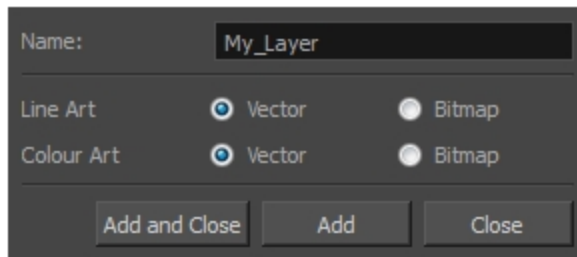 Name: My_Layer
Line Art Vector Bitmap
Colour Art Vector Bitmap
Add and Close Add Close